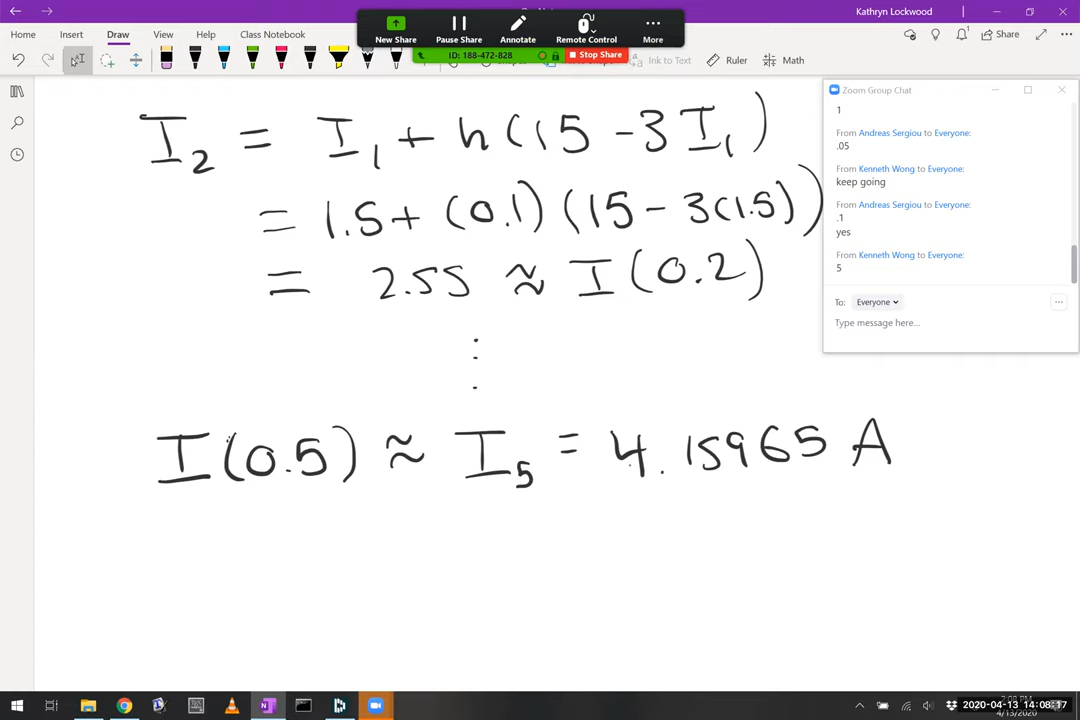 Kathryn Lockwood
Home Insert Draw View Help Class Notebook
Share
New Share Pause Share Annotate Remote Control More
ID: 188-472-828 Stop Share
Ink to Text Ruler Math
I₂ = I₁ + h(15 - 3I₁)
= 1.5 + (0.1) (15 - 3(1.5))
= 2.55 ≈ I(0.2)
⋮
I(0.5) ≈ I₅ = 4.15965 A
Zoom Group Chat
1
From Andreas Sergiou to Everyone:
.05
From Kenneth Wong to Everyone:
keep going
From Andreas Sergiou to Everyone:
.1
yes
From Kenneth Wong to Everyone:
5
To: Everyone
Type message here...
2020-04-13 14:08:17